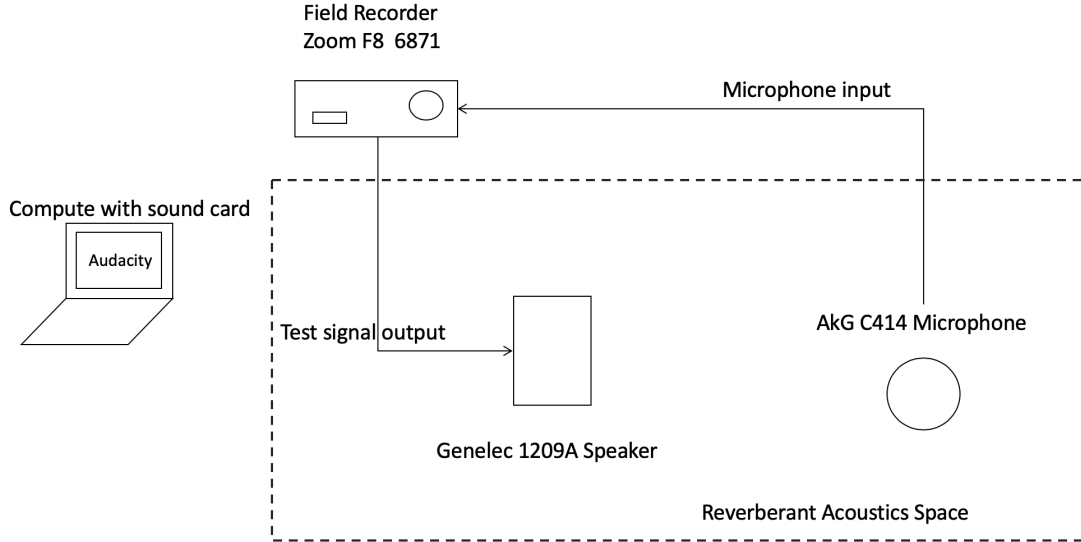 Field Recorder
Zoom F8 6871
Microphone input
Compute with sound card
Audacity
Test signal output
AkG C414 Microphone
Genelec 1209A Speaker
Reverberant Acoustics Space